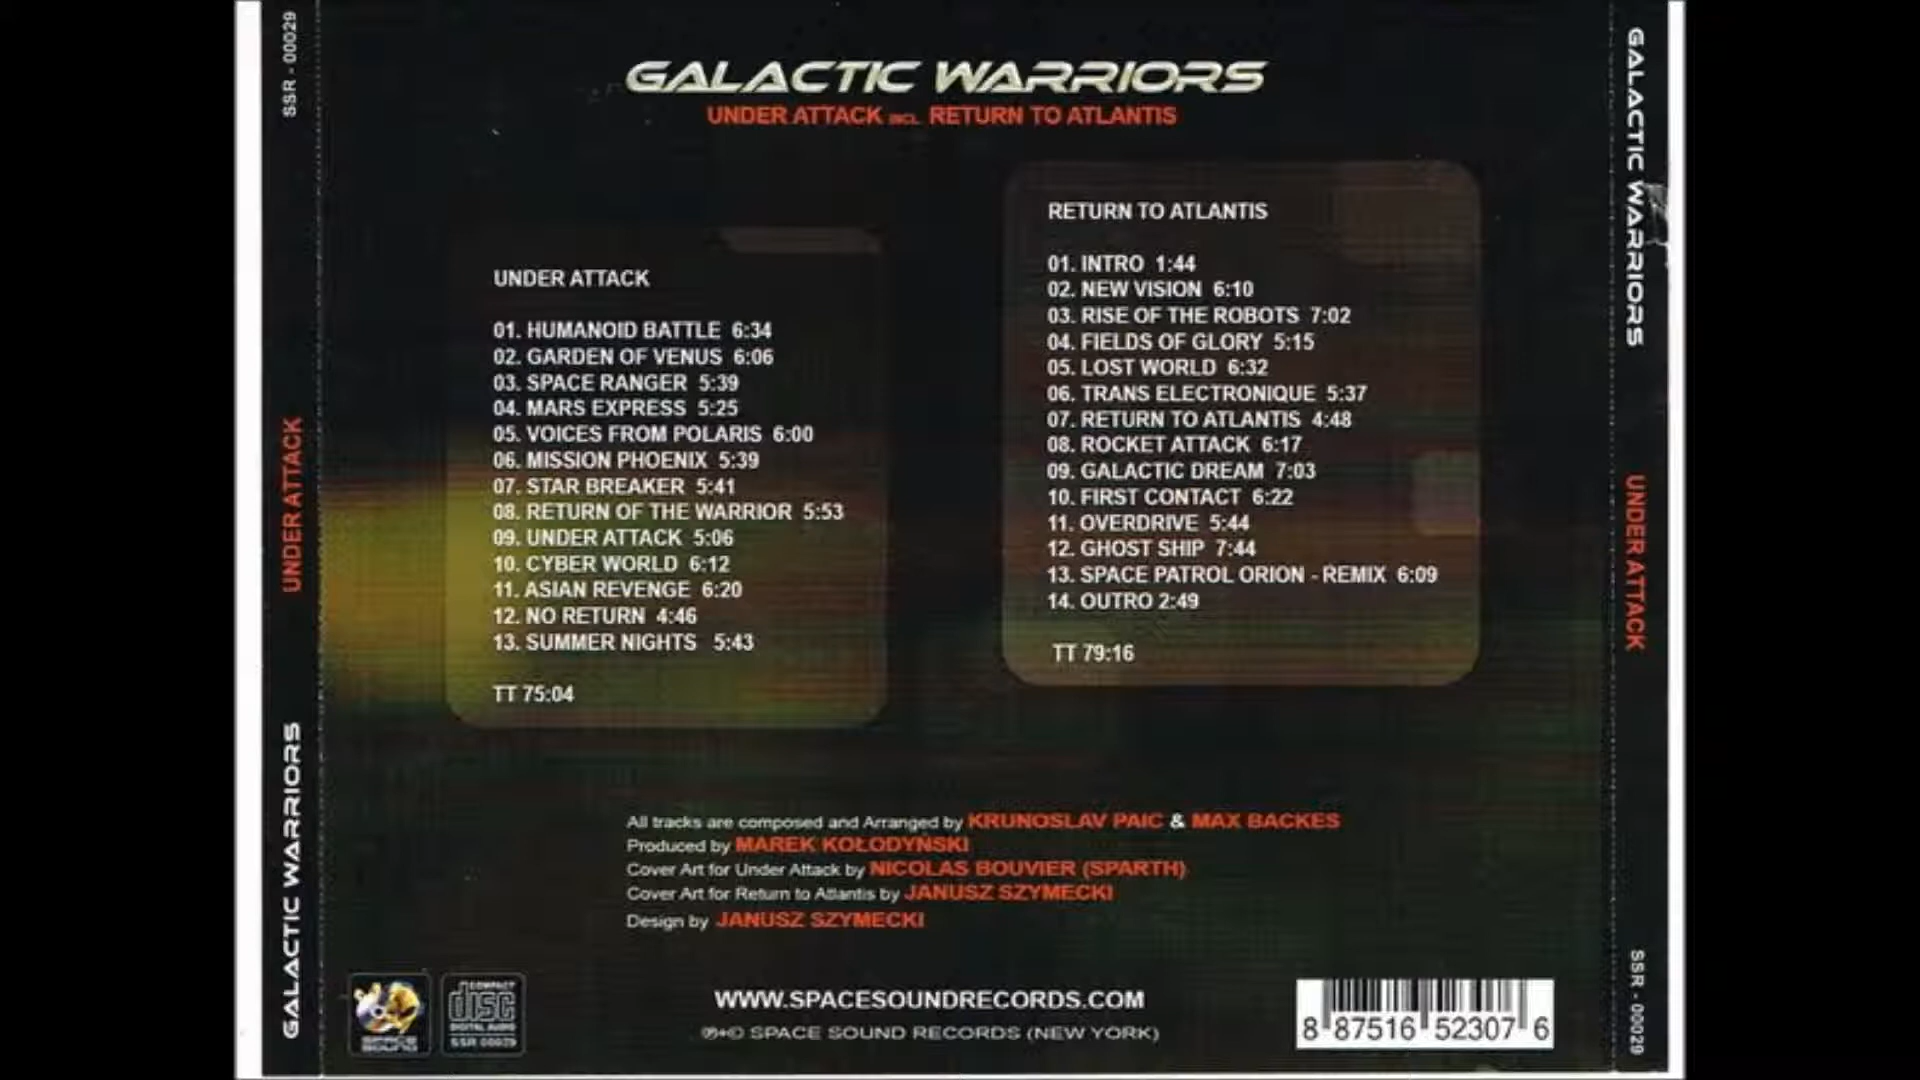 SSR - 00029
UNDER ATTACK
GALACTIC WARRIORS
GALACTIC WARRIORS
UNDER ATTACK INCL. RETURN TO ATLANTIS
UNDER ATTACK
01. HUMANOID BATTLE 6:34
02. GARDEN OF VENUS 6:06
03. SPACE RANGER 5:39
04. MARS EXPRESS 5:25
05. VOICES FROM POLARIS 6:00
06. MISSION PHOENIX 5:39
07. STAR BREAKER 5:41
08. RETURN OF THE WARRIOR 5:53
09. UNDER ATTACK 5:06
10. CYBER WORLD 6:12
11. ASIAN REVENGE 6:20
12. NO RETURN 4:46
13. SUMMER NIGHTS 5:43
TT 75:04
RETURN TO ATLANTIS
01. INTRO 1:44
02. NEW VISION 6:10
03. RISE OF THE ROBOTS 7:02
04. FIELDS OF GLORY 5:15
05. LOST WORLD 6:32
06. TRANS ELECTRONIQUE 5:37
07. RETURN TO ATLANTIS 4:48
08. ROCKET ATTACK 6:17
09. GALACTIC DREAM 7:03
10. FIRST CONTACT 6:22
11. OVERDRIVE 5:44
12. GHOST SHIP 7:44
13. SPACE PATROL ORION - REMIX 6:09
14. OUTRO 2:49
TT 79:16
All tracks are composed and Arranged by KRUNOSLAV PAIC & MAX BACKES
Produced by MAREK KOŁODYNSKI
Cover Art for Under Attack by NICOLAS BOUVIER (SPARTH)
Cover Art for Return to Atlantis by JANUSZ SZYMECKI
Design by JANUSZ SZYMECKI
SPACE SOUND
COMPACT
disc
DIGITAL AUDIO
SSR 00029
WWW.SPACESOUNDRECORDS.COM
℗+© SPACE SOUND RECORDS (NEW YORK)
8 87516 52307 6
GALACTIC WARRIORS
UNDER ATTACK
SSR - 00029